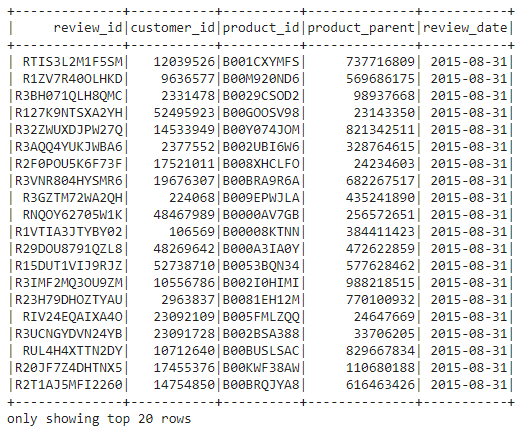 +--------------+-----------+----------+--------------+-----------+
|     review_id|customer_id|product_id|product_parent|review_date|
+--------------+-----------+----------+--------------+-----------+
| RTIS3L2M1F5SM|   12039526|B001CXYMFS|     737716809| 2015-08-31|
| R1ZV7R40OLHKD|    9636577|B00M920ND6|     569686175| 2015-08-31|
|R3BH071QLH8QMC|    2331478|B0029CSOD2|      98937668| 2015-08-31|
|R127K9NTSXA2YH|   52495923|B00GOOSV98|      23143350| 2015-08-31|
|R32ZWUXDJPW27Q|   14533949|B00Y074JOM|     821342511| 2015-08-31|
|R3AQQ4YUKJWBA6|    2377552|B002UBI6W6|     328764615| 2015-08-31|
|R2F0POU5K6F73F|   17521011|B008XHCLFO|      24234603| 2015-08-31|
|R3VNR804HYSMR6|   19676307|B00BRA9R6A|     682267517| 2015-08-31|
| R3GZTM72WA2QH|     224068|B009EPWJLA|     435241890| 2015-08-31|
| RNQOY62705W1K|   48467989|B0000AV7GB|     256572651| 2015-08-31|
|R1VTIA3JTYBY02|     106569|B00008KTNN|     384411423| 2015-08-31|
|R29DOU8791QZL8|   48269642|B000A3IA0Y|     472622859| 2015-08-31|
|R15DUT1VIJ9RJZ|   52738710|B0053BQN34|     577628462| 2015-08-31|
|R3IMF2MQ3OU9ZM|   10556786|B002I0HIMI|     988218515| 2015-08-31|
|R23H79DHOZTYAU|    2963837|B0081EH12M|     770100932| 2015-08-31|
| RIV24EQAIXA4O|   23092109|B005FMLZQQ|      24647669| 2015-08-31|
|R3UCNGYDVN24YB|   23091728|B002BSA388|      33706205| 2015-08-31|
| RUL4H4XTTN2DY|   10712640|B00BUSLSAC|     829667834| 2015-08-31|
|R20JF7Z4DHTNX5|   17455376|B00KWF38AW|     110680188| 2015-08-31|
|R2T1AJ5MFI2260|   14754850|B00BRQJYA8|     616463426| 2015-08-31|
+--------------+-----------+----------+--------------+-----------+
only showing top 20 rows